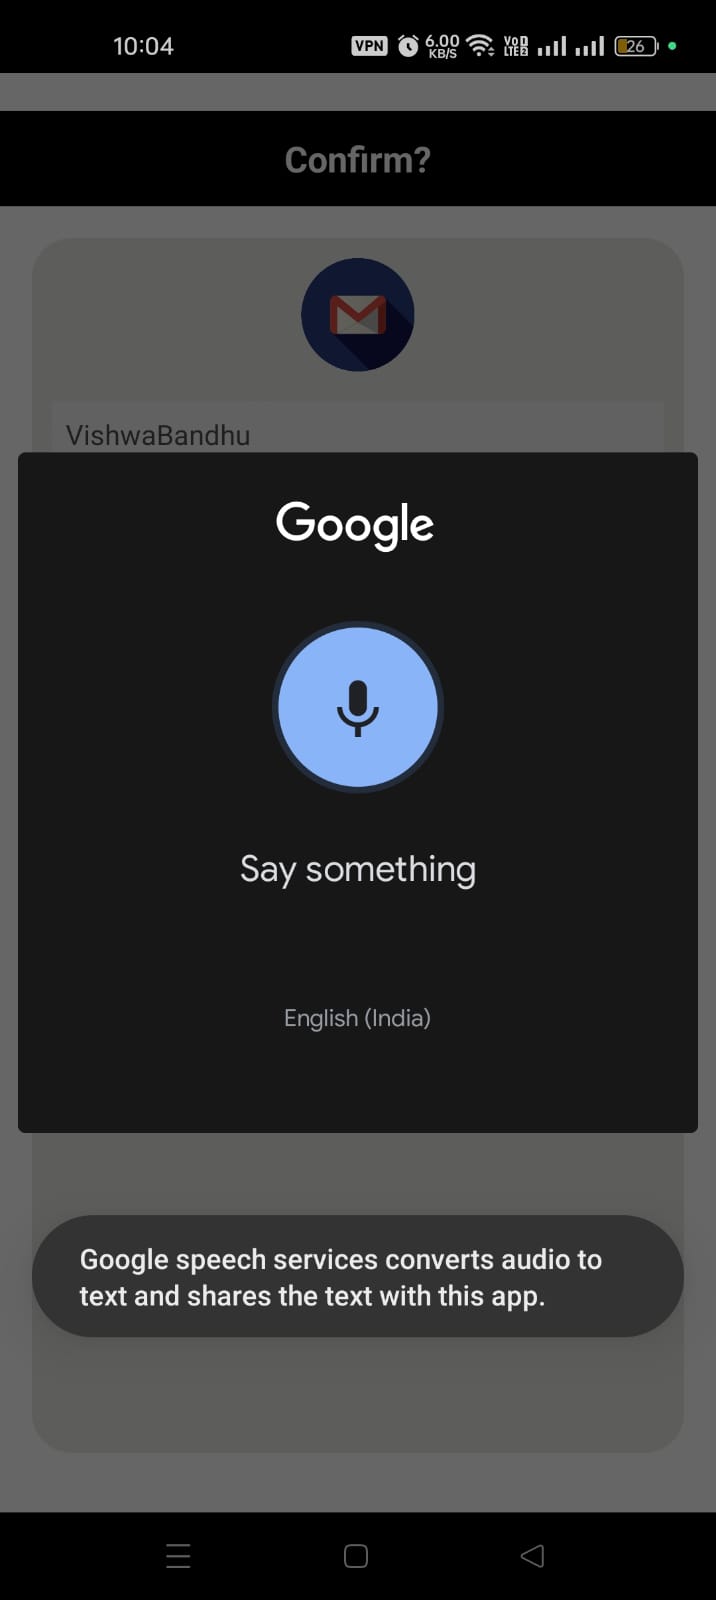 10:04 VPN 6.00 KB/S VoD LTE2 26
Confirm?
VishwaBandhu
Google
Say something
English (India)
Google speech services converts audio to
text and shares the text with this app.